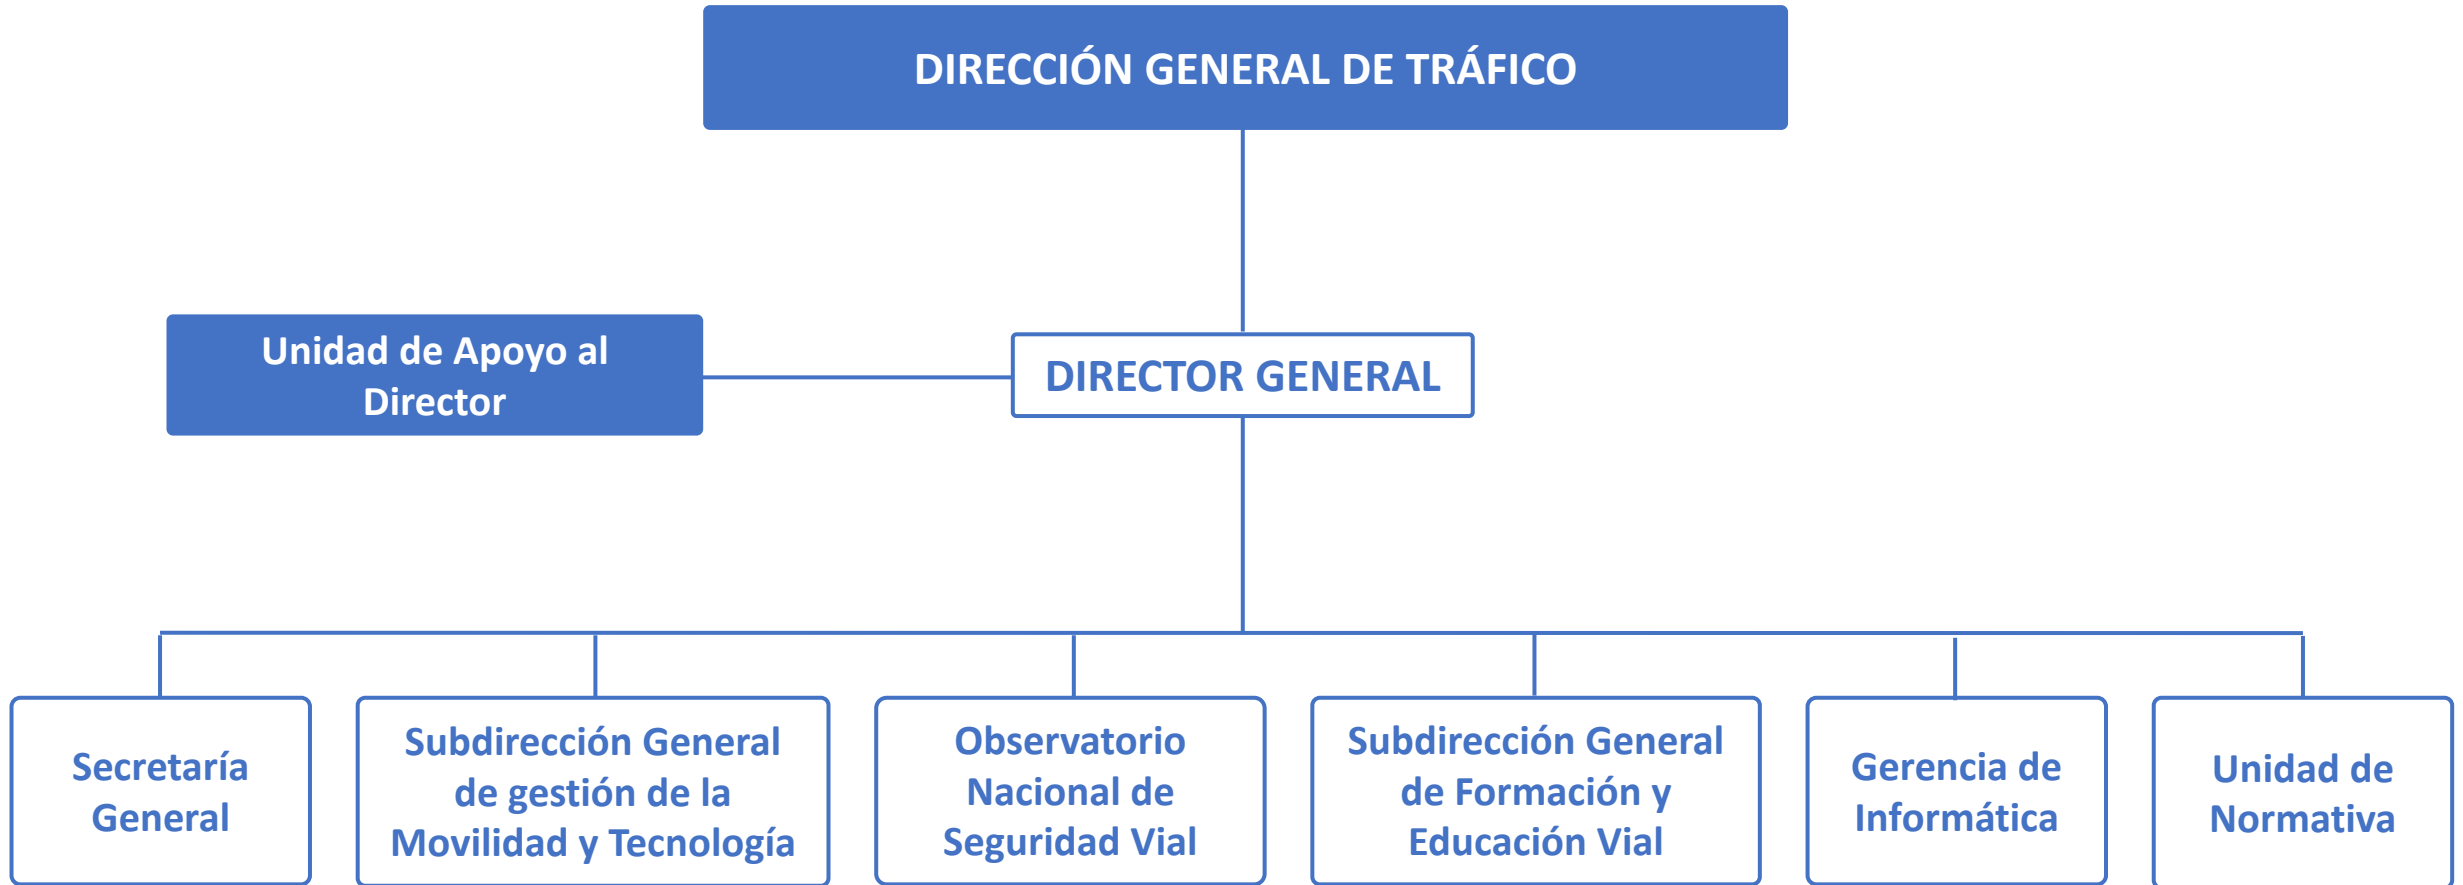 DIRECCIÓN GENERAL DE TRÁFICO
Unidad de Apoyo al
Director
DIRECTOR GENERAL
Secretaría
General
Subdirección General
de gestión de la
Movilidad y Tecnología
Observatorio
Nacional de
Seguridad Vial
Subdirección General
de Formación y
Educación Vial
Gerencia de
Informática
Unidad de
Normativa